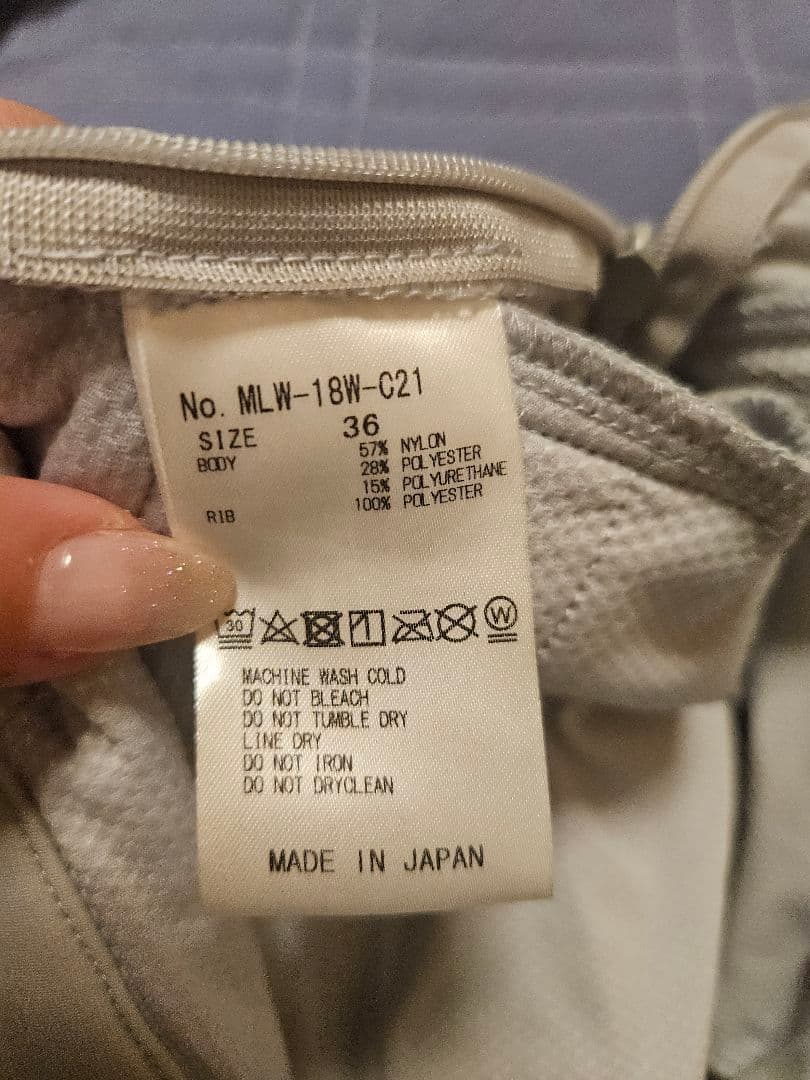 No. MLW-18W-C21
SIZE 36
BODY 57% NYLON
28% POLYESTER
15% POLYURETHANE
RIB 100% POLYESTER
30 W
MACHINE WASH COLD
DO NOT BLEACH
DO NOT TUMBLE DRY
LINE DRY
DO NOT IRON
DO NOT DRYCLEAN
MADE IN JAPAN